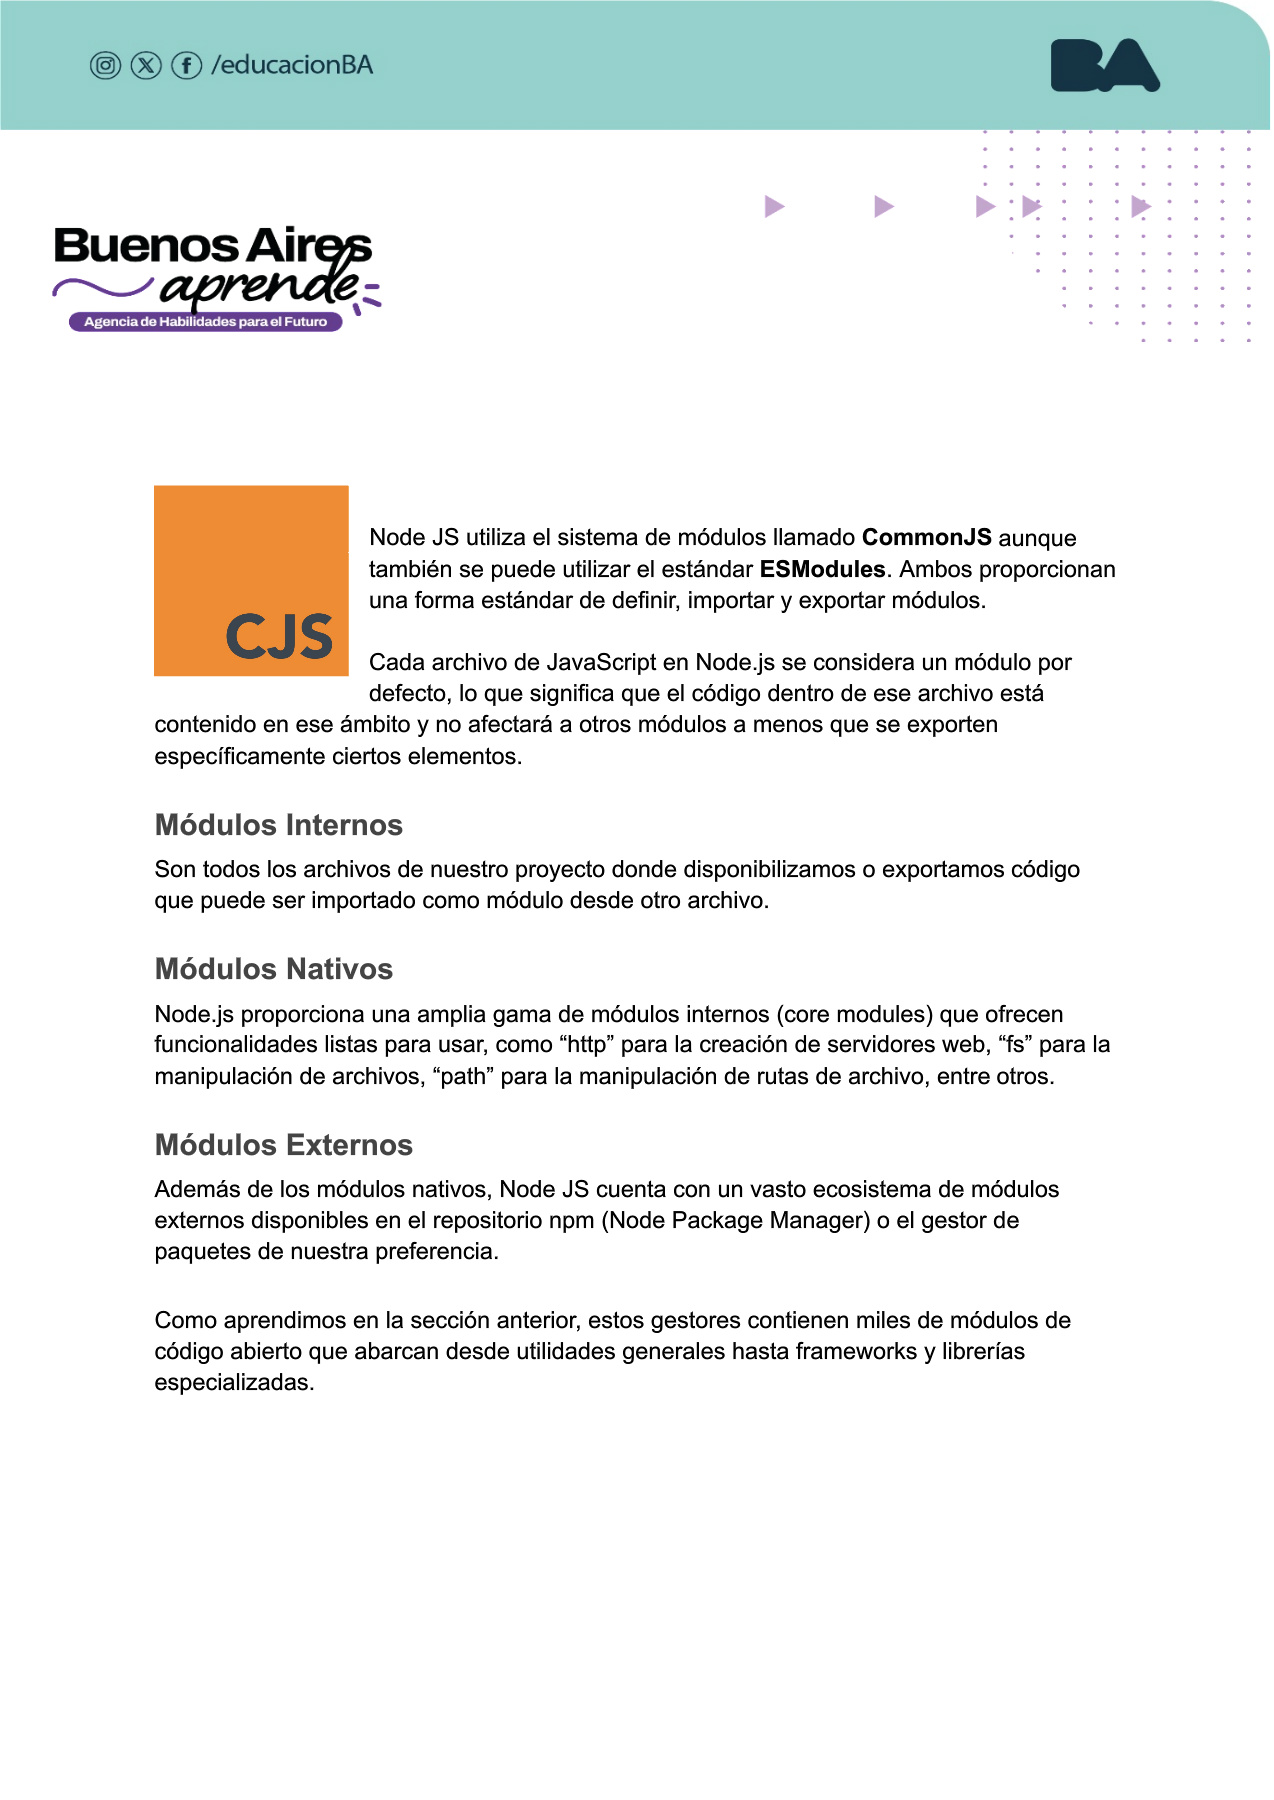 /educacionBA
BA
Buenos Aires
aprende
Agencia de Habilidades para el Futuro
CJS
Node JS utiliza el sistema de módulos llamado CommonJS aunque
también se puede utilizar el estándar ESModules. Ambos proporcionan
una forma estándar de definir, importar y exportar módulos.
Cada archivo de JavaScript en Node.js se considera un módulo por
defecto, lo que significa que el código dentro de ese archivo está
contenido en ese ámbito y no afectará a otros módulos a menos que se exporten
específicamente ciertos elementos.
Módulos Internos
Son todos los archivos de nuestro proyecto donde disponibilizamos o exportamos código
que puede ser importado como módulo desde otro archivo.
Módulos Nativos
Node.js proporciona una amplia gama de módulos internos (core modules) que ofrecen
funcionalidades listas para usar, como “http” para la creación de servidores web, “fs” para la
manipulación de archivos, “path” para la manipulación de rutas de archivo, entre otros.
Módulos Externos
Además de los módulos nativos, Node JS cuenta con un vasto ecosistema de módulos
externos disponibles en el repositorio npm (Node Package Manager) o el gestor de
paquetes de nuestra preferencia.
Como aprendimos en la sección anterior, estos gestores contienen miles de módulos de
código abierto que abarcan desde utilidades generales hasta frameworks y librerías
especializadas.